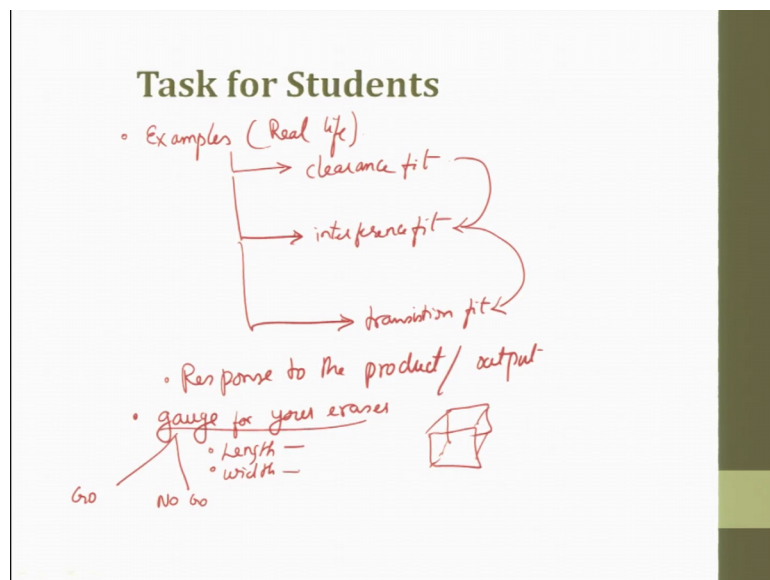 Task for Students
• Examples (Real life)
clearance fit
interference fit
transistion fit
• Response to the product / output
• gauge for your eraser
• Length –
• width –
Go No Go